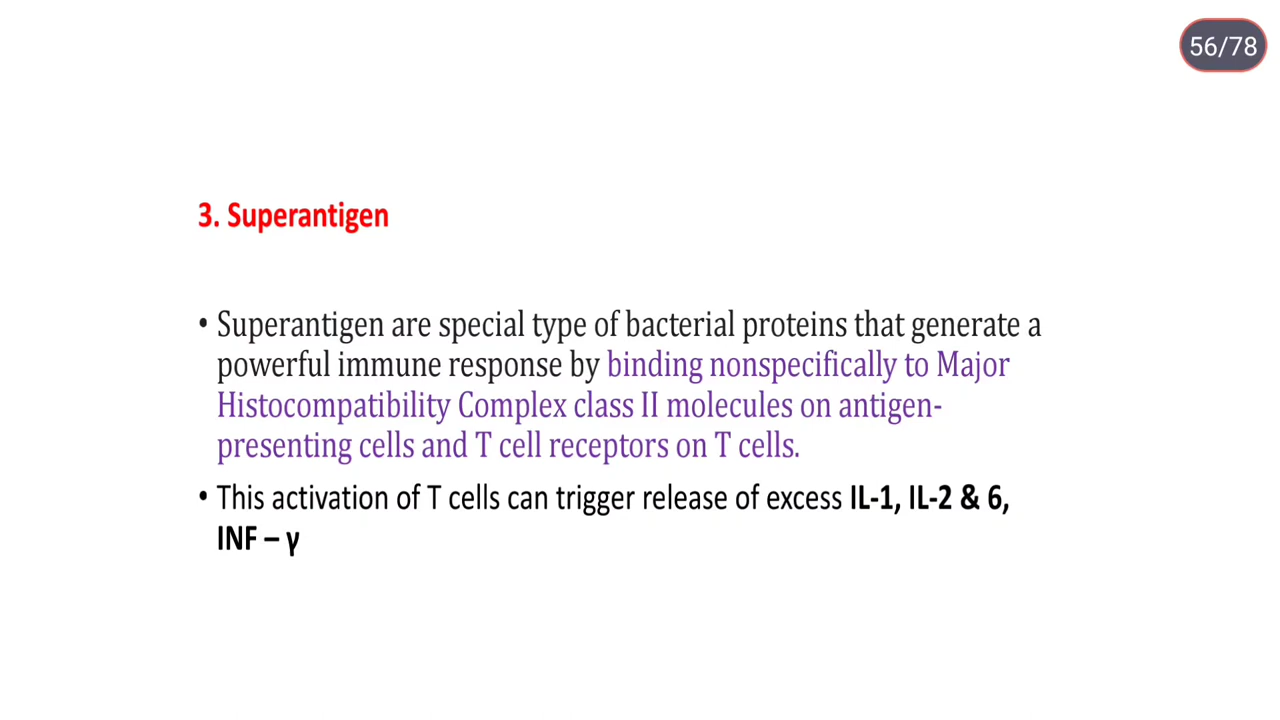 56/78
3. Superantigen
• Superantigen are special type of bacterial proteins that generate a
powerful immune response by binding nonspecifically to Major
Histocompatibility Complex class II molecules on antigen-
presenting cells and T cell receptors on T cells.
• This activation of T cells can trigger release of excess IL-1, IL-2 & 6,
INF – γ